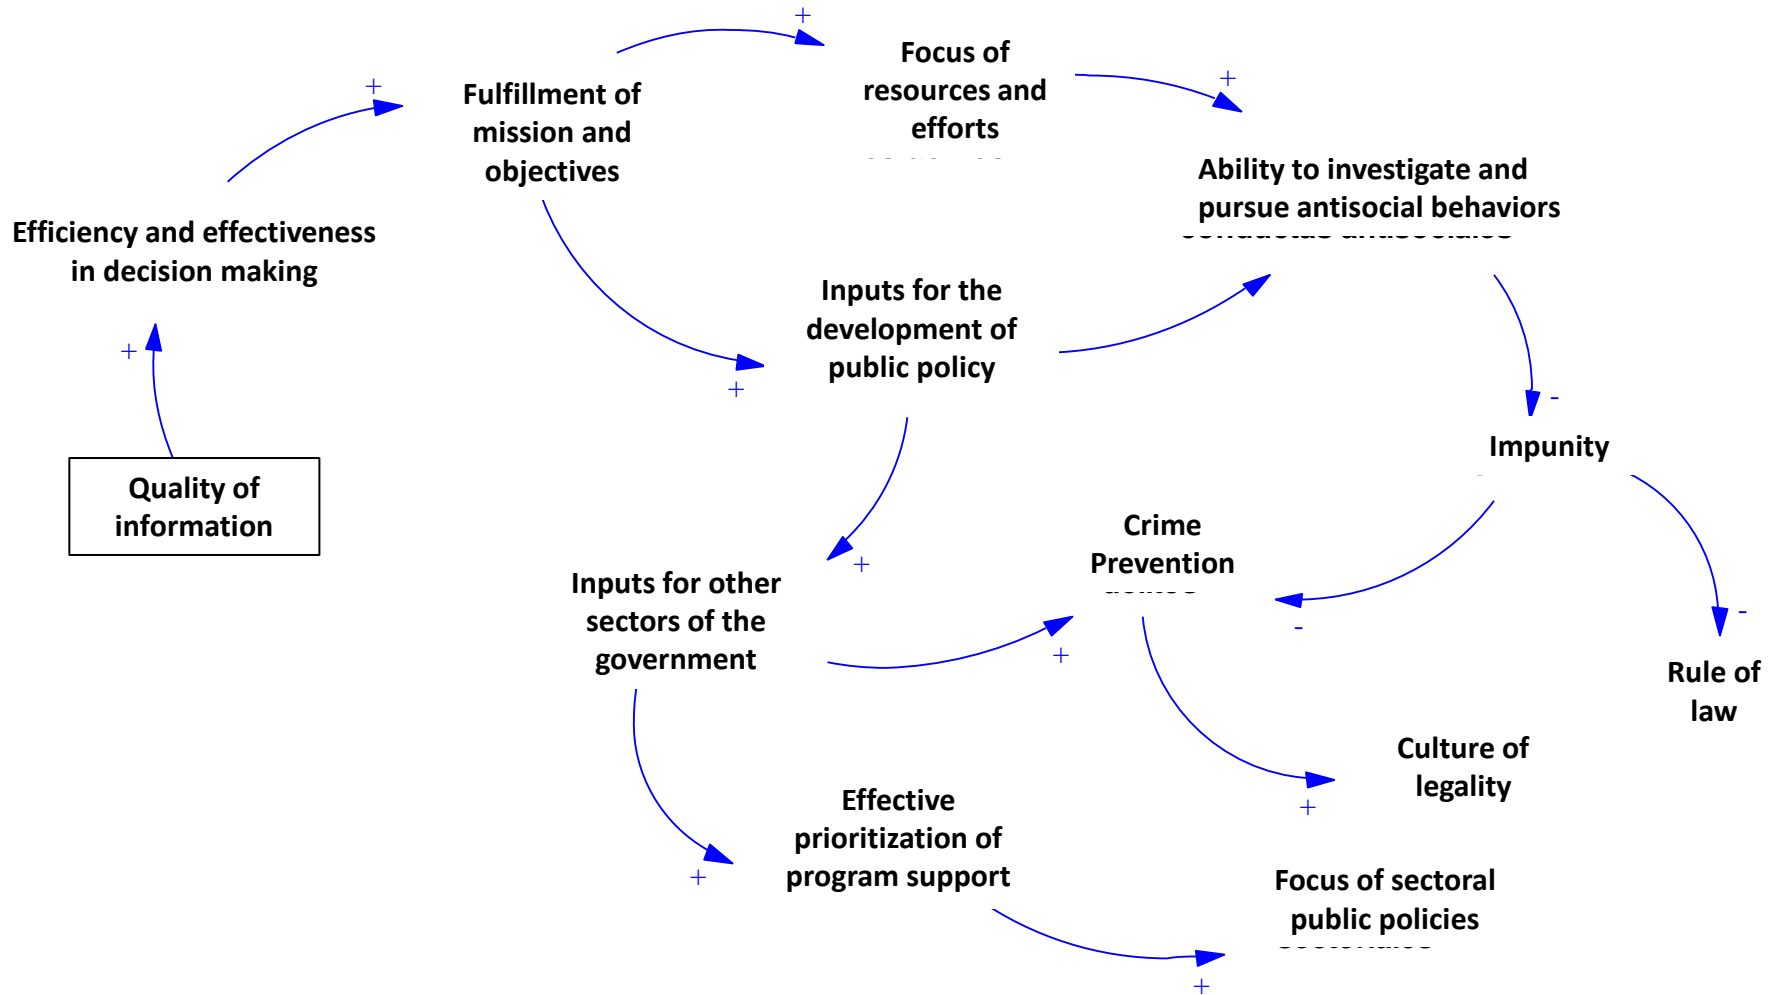 +
Focus of
resources and
efforts
+
+
Fulfillment of
mission and
objectives
Ability to investigate and
pursue antisocial behaviors
Efficiency and effectiveness
in decision making
Inputs for the
development of
public policy
+
+
-
Impunity
Quality of
information
Crime
Prevention
+
Inputs for other
sectors of the
government
-
-
+
Rule of
law
Culture of
legality
+
Effective
prioritization of
program support
+
Focus of sectoral
public policies
+